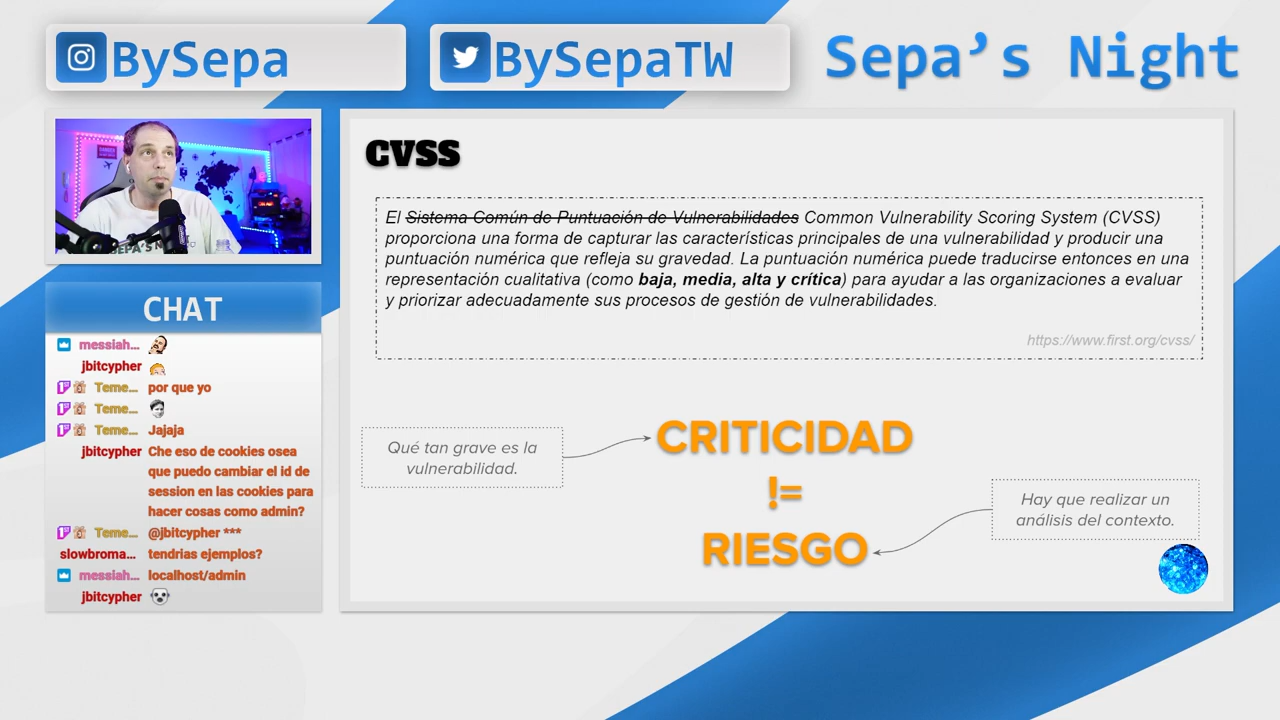 BySepa
BySepaTW
Sepa's Night
CVSS
El Sistema Común de Puntuación de Vulnerabilidades Common Vulnerability Scoring System (CVSS)
proporciona una forma de capturar las características principales de una vulnerabilidad y producir una
puntuación numérica que refleja su gravedad. La puntuación numérica puede traducirse entonces en una
representación cualitativa (como baja, media, alta y crítica) para ayudar a las organizaciones a evaluar
y priorizar adecuadamente sus procesos de gestión de vulnerabilidades.
https://www.first.org/cvss/
Qué tan grave es la
vulnerabilidad.
CRITICIDAD
!=
RIESGO
Hay que realizar un
análisis del contexto.
CHAT
messiah...
jbitcypher
Teme... por que yo
Teme...
Teme... Jajaja
jbitcypher Che eso de cookies osea
que puedo cambiar el id de
session en las cookies para
hacer cosas como admin?
Teme... @jbitcypher ***
slowbroma... tendrias ejemplos?
messiah... localhost/admin
jbitcypher